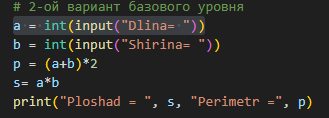 # 2-ой вариант базового уровня
a = int(input("Dlina= "))
b = int(input("Shirina= "))
p = (a+b)*2
s= a*b
print("Ploshad = ", s, "Perimetr =", p)